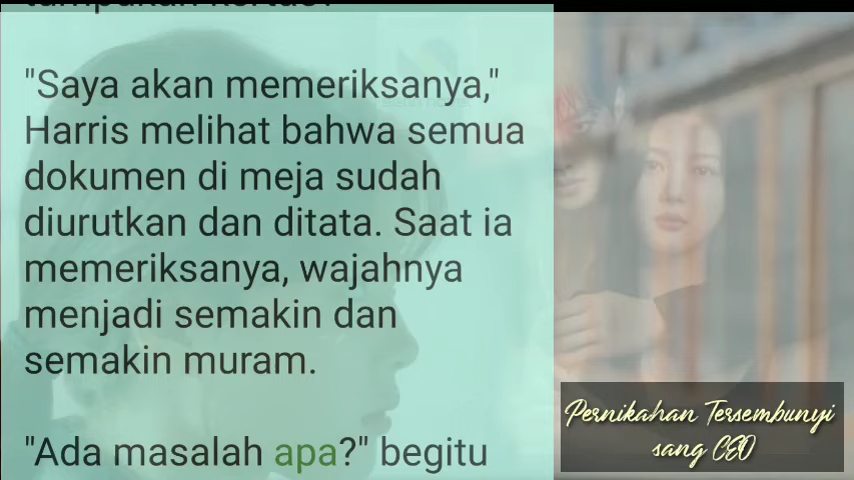 "Saya akan memeriksanya,"
Harris melihat bahwa semua
dokumen di meja sudah
diurutkan dan ditata. Saat ia
memeriksanya, wajahnya
menjadi semakin dan
semakin muram.
"Ada masalah apa?" begitu
Pernikahan Tersembunyi
sang CEO